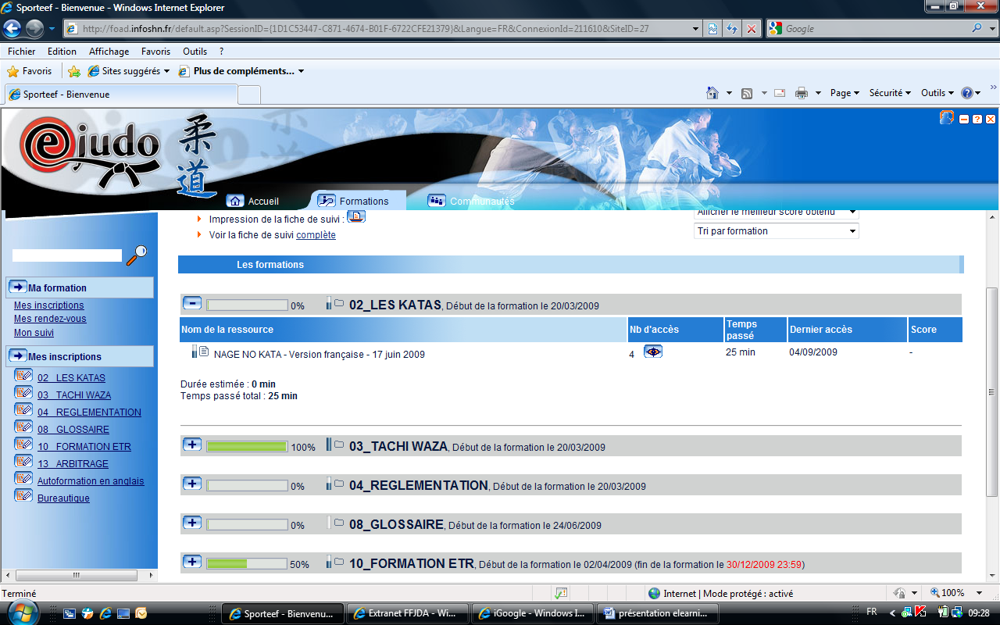 Sporteef - Bienvenue - Windows Internet Explorer
http://foad.infoshn.fr/default.asp?SessionID={1D1C53447-C871-4674-B01F-6722CFE21379}&Langue=FR&ConnexionId=211610&SiteID=27
Google
Fichier Edition Affichage Favoris Outils ?
Favoris Sites suggérés Plus de compléments...
Sporteef - Bienvenue
Page Sécurité Outils
ejudo 柔道
Accueil Formations Communautés
Impression de la fiche de suivi :
Afficher le meilleur score obtenu
Voir la fiche de suivi complète
Tri par formation
Ma formation
Mes inscriptions
Mes rendez-vous
Mon suivi
Mes inscriptions
02_LES KATAS
03_TACHI WAZA
04_REGLEMENTATION
08_GLOSSAIRE
10_FORMATION ETR
13_ARBITRAGE
Autoformation en anglais
Bureautique
Les formations
0% 02_LES KATAS, Début de la formation le 20/03/2009
Nom de la ressource Nb d'accès Temps passé Dernier accès Score
NAGE NO KATA - Version française - 17 juin 2009 4 25 min 04/09/2009 -
Durée estimée : 0 min
Temps passé total : 25 min
100% 03_TACHI WAZA, Début de la formation le 20/03/2009
0% 04_REGLEMENTATION, Début de la formation le 20/03/2009
0% 08_GLOSSAIRE, Début de la formation le 24/06/2009
50% 10_FORMATION ETR, Début de la formation le 02/04/2009 (fin de la formation le 30/12/2009 23:59)
Terminé Internet | Mode protégé : activé 100%
Sporteef - Bienvenu... Extranet FFJDA - Wi... iGoogle - Windows I... présentation elearni... FR 09:28